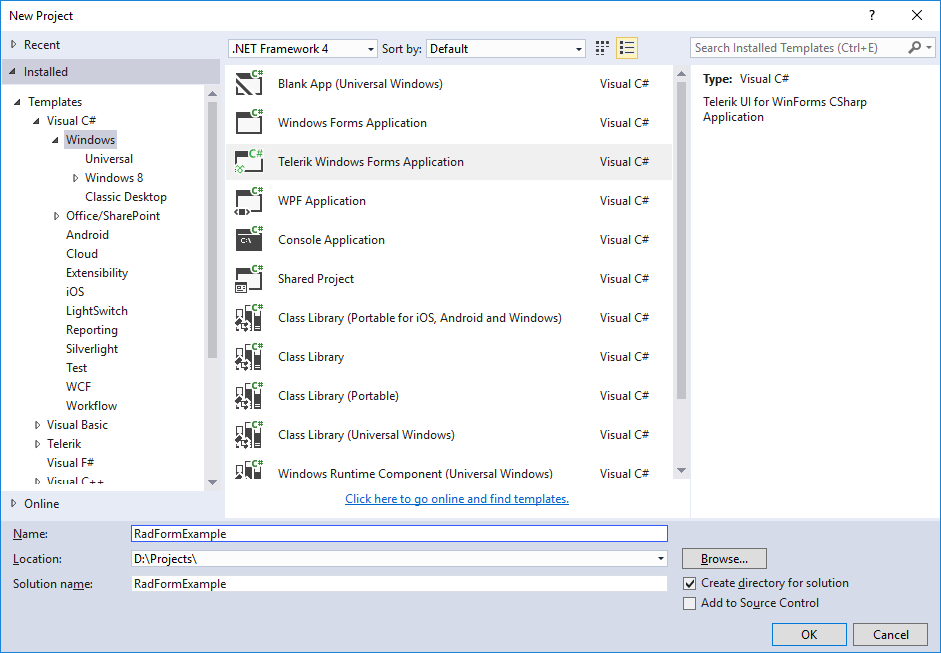 New Project
?
Recent
.NET Framework 4
Sort by:
Default
Search Installed Templates (Ctrl+E)
Installed
Templates
Visual C#
Windows
Universal
Windows 8
Classic Desktop
Office/SharePoint
Android
Cloud
Extensibility
iOS
LightSwitch
Reporting
Silverlight
Test
WCF
Workflow
Visual Basic
Telerik
Visual F#
Visual C++
Online
C# Blank App (Universal Windows) Visual C#
C# Windows Forms Application Visual C#
C# Telerik Windows Forms Application Visual C#
C# WPF Application Visual C#
C# C:\ Console Application Visual C#
C# Shared Project Visual C#
C# Class Library (Portable for iOS, Android and Windows) Visual C#
C# Class Library Visual C#
C# Class Library (Portable) Visual C#
C# Class Library (Universal Windows) Visual C#
C# Windows Runtime Component (Universal Windows) Visual C#
Click here to go online and find templates.
Type: Visual C#
Telerik UI for WinForms CSharp
Application
Name: RadFormExample
Location: D:\Projects\
Browse...
Solution name: RadFormExample
Create directory for solution
Add to Source Control
OK
Cancel